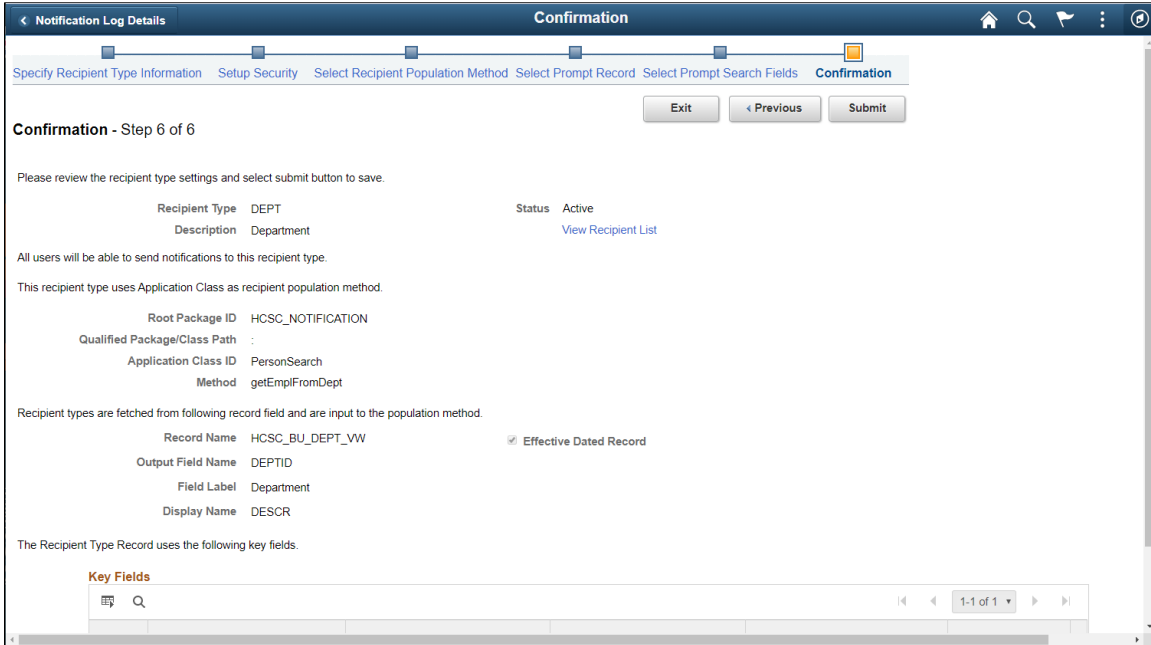 Notification Log Details
Confirmation
Specify Recipient Type Information Setup Security Select Recipient Population Method Select Prompt Record Select Prompt Search Fields Confirmation
Exit Previous Submit
Confirmation - Step 6 of 6
Please review the recipient type settings and select submit button to save.
Recipient Type DEPT Status Active
Description Department View Recipient List
All users will be able to send notifications to this recipient type.
This recipient type uses Application Class as recipient population method.
Root Package ID HCSC_NOTIFICATION
Qualified Package/Class Path :
Application Class ID PersonSearch
Method getEmplFromDept
Recipient types are fetched from following record field and are input to the population method.
Record Name HCSC_BU_DEPT_VW Effective Dated Record
Output Field Name DEPTID
Field Label Department
Display Name DESCR
The Recipient Type Record uses the following key fields.
Key Fields
1-1 of 1